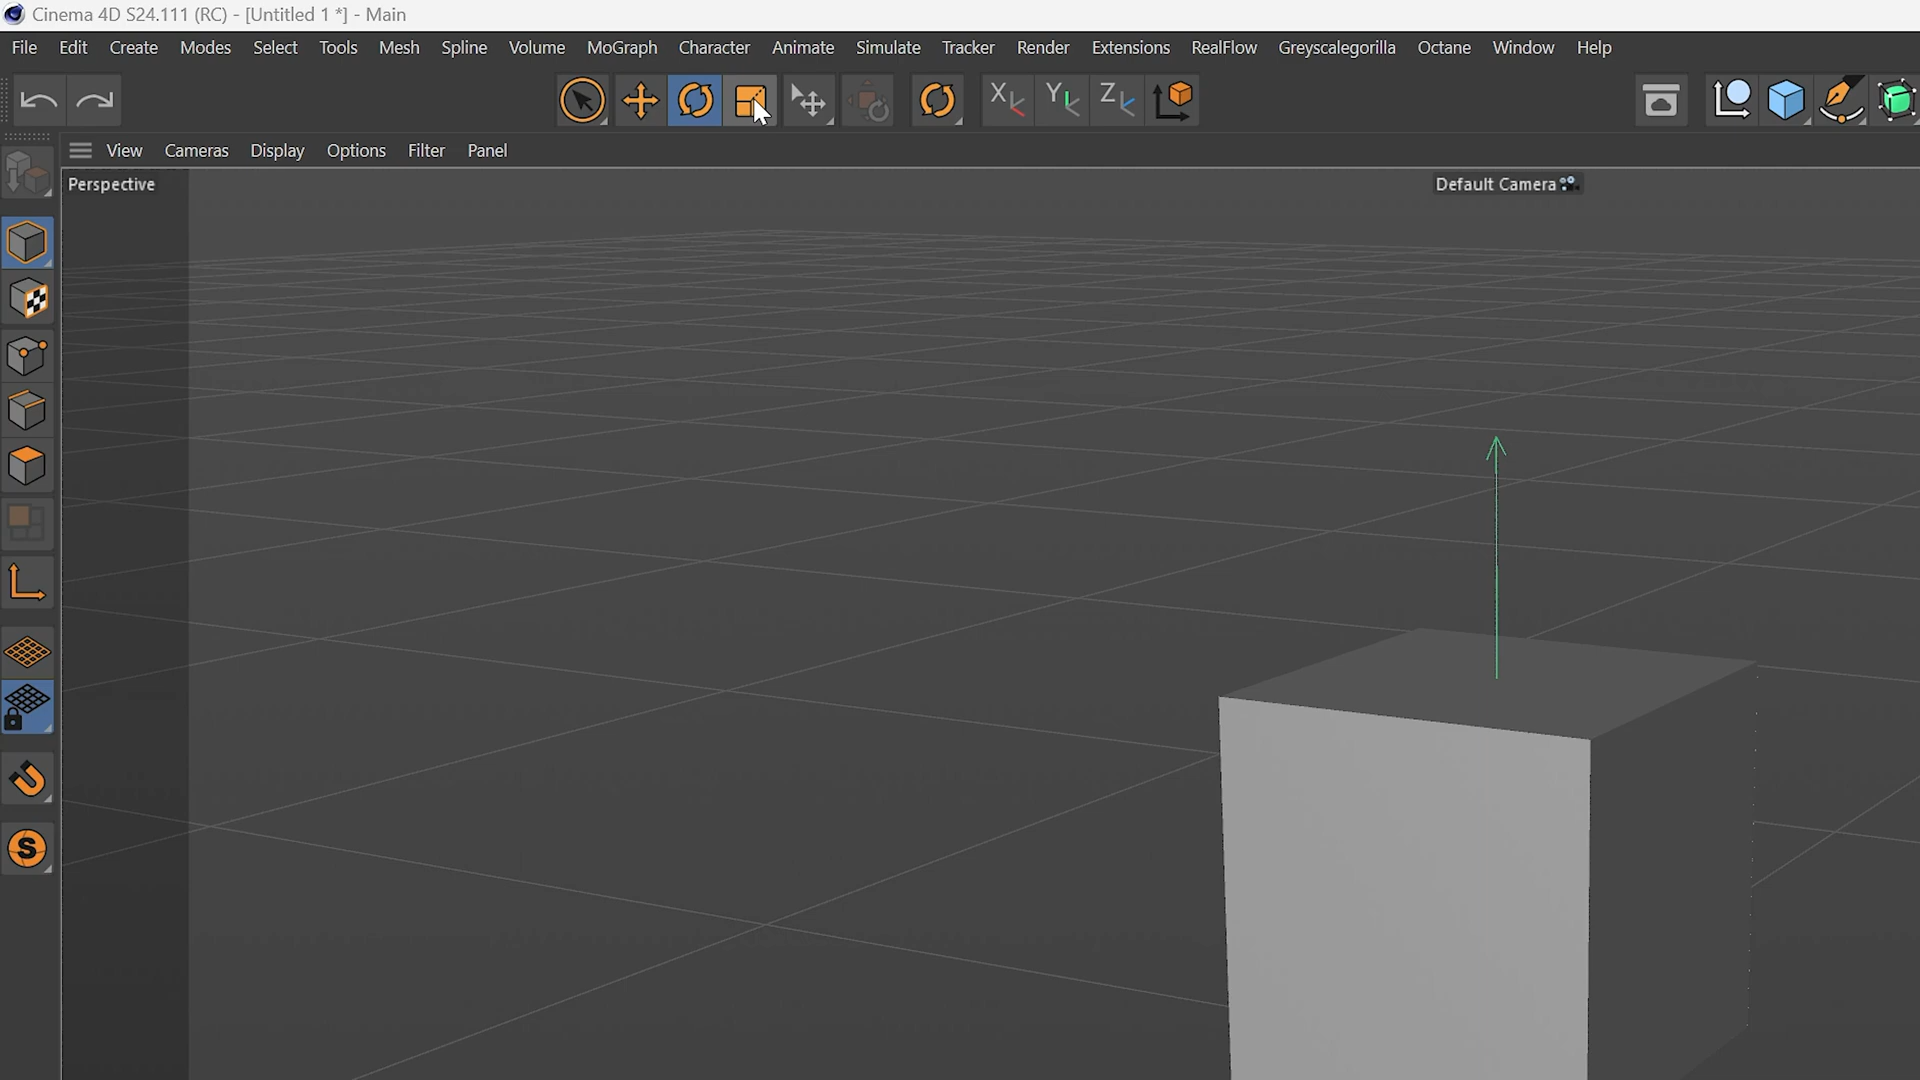 Cinema 4D S24.111 (RC) - [Untitled 1 *] - Main
File Edit Create Modes Select Tools Mesh Spline Volume MoGraph Character Animate Simulate Tracker Render Extensions RealFlow Greyscalegorilla Octane Window Help
X Y Z
View Cameras Display Options Filter Panel
Perspective Default Camera
S